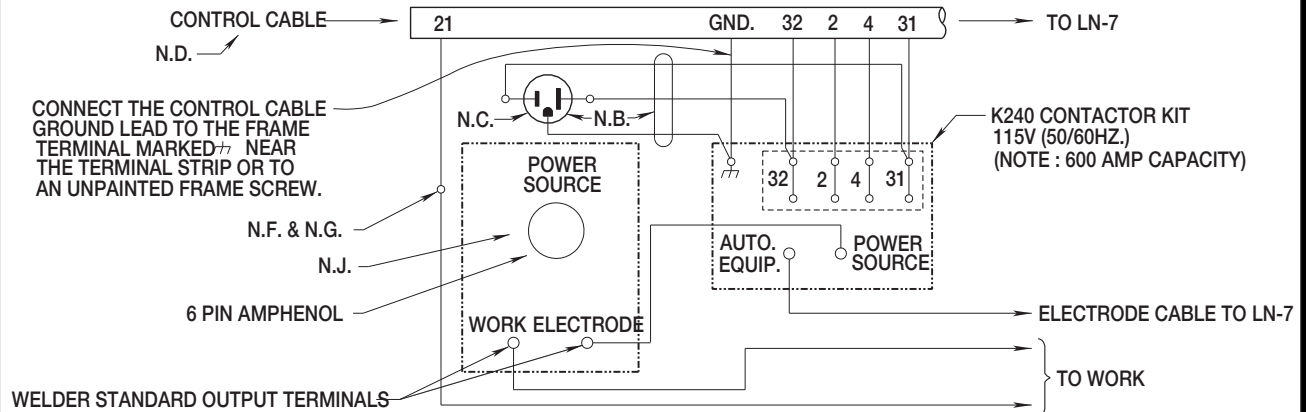 CONTROL CABLE
21
GND.
32
2
4
31
TO LN-7
N.D.
CONNECT THE CONTROL CABLE
GROUND LEAD TO THE FRAME
TERMINAL MARKED NEAR
THE TERMINAL STRIP OR TO
AN UNPAINTED FRAME SCREW.
N.C.
N.B.
K240 CONTACTOR KIT
115V (50/60HZ.)
(NOTE : 600 AMP CAPACITY)
POWER
SOURCE
32
2
4
31
N.F. & N.G.
N.J.
AUTO.
EQUIP.
POWER
SOURCE
6 PIN AMPHENOL
ELECTRODE CABLE TO LN-7
WORK
ELECTRODE
TO WORK
WELDER STANDARD OUTPUT TERMINALS